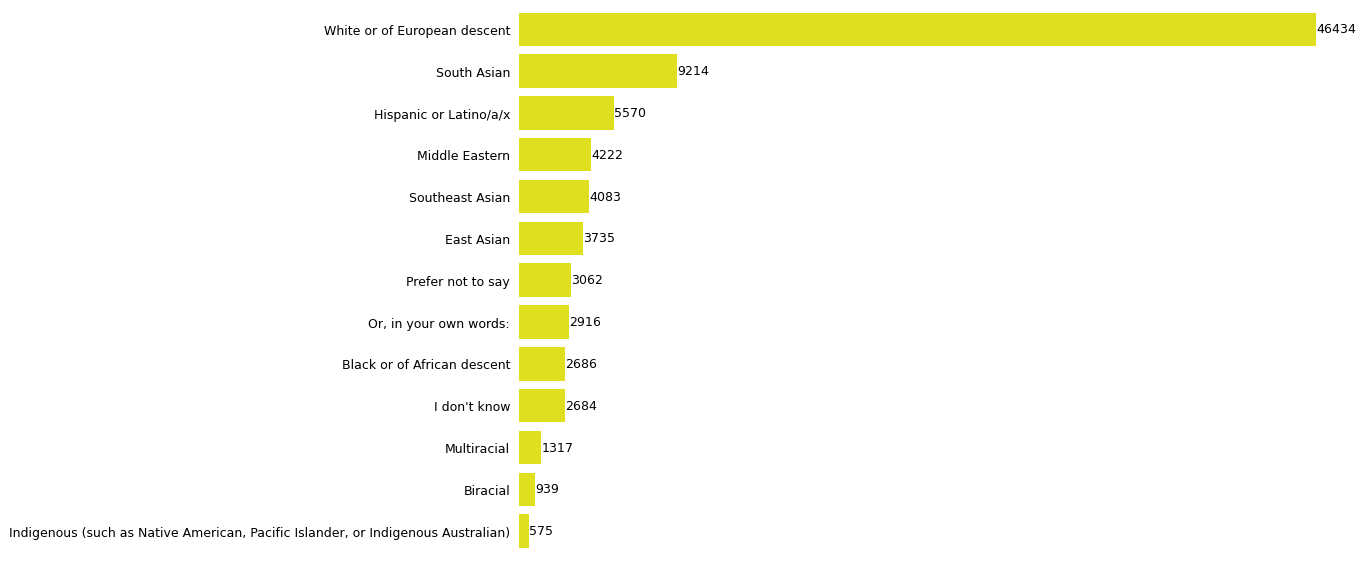 White or of European descent 46434
South Asian 9214
Hispanic or Latino/a/x 5570
Middle Eastern 4222
Southeast Asian 4083
East Asian 3735
Prefer not to say 3062
Or, in your own words: 2916
Black or of African descent 2686
I don't know 2684
Multiracial 1317
Biracial 939
Indigenous (such as Native American, Pacific Islander, or Indigenous Australian) 575